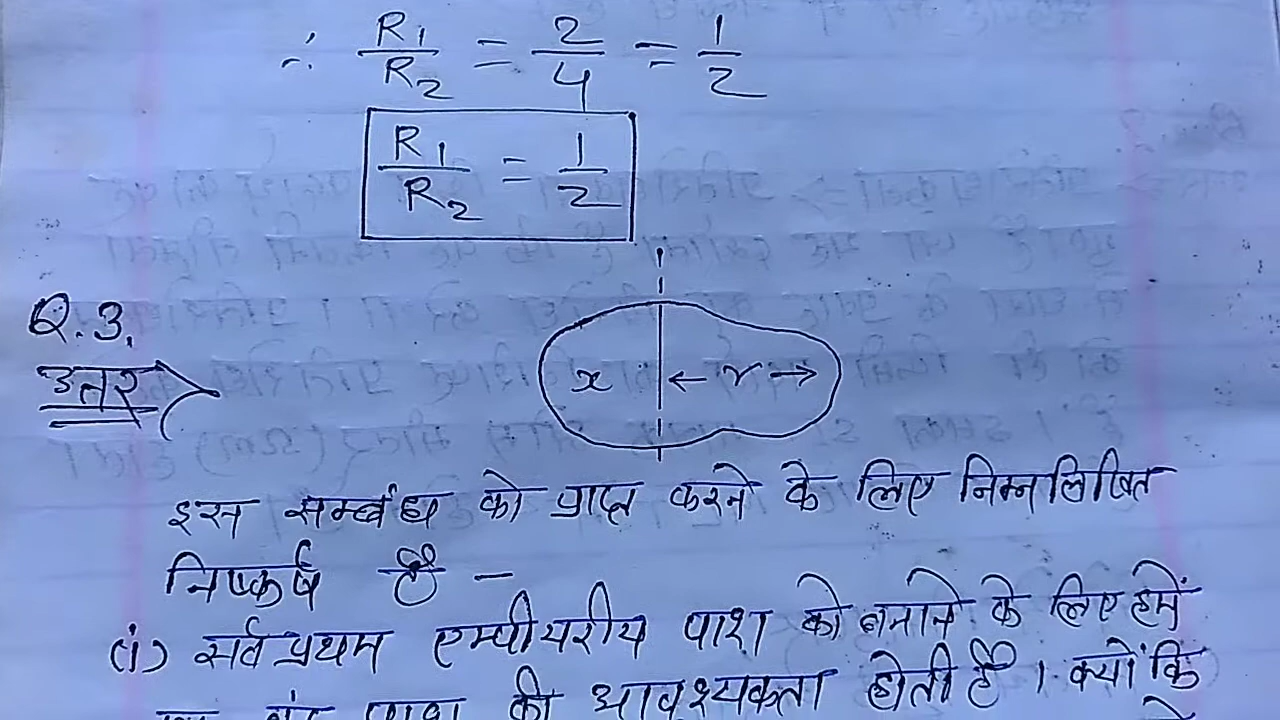 ∴ R₁/R₂ = 2/4 = 1/2
R₁/R₂ = 1/2
Q.3.
उत्तर
x ← r →
इस सम्बंध को प्राप्त करने के लिए निम्नलिखित
निष्कर्ष है –
(i) सर्वप्रथम एम्पीयरीय पाश को बनाने के लिए हमें
पाश की आवश्यकता होती है। क्योंकि